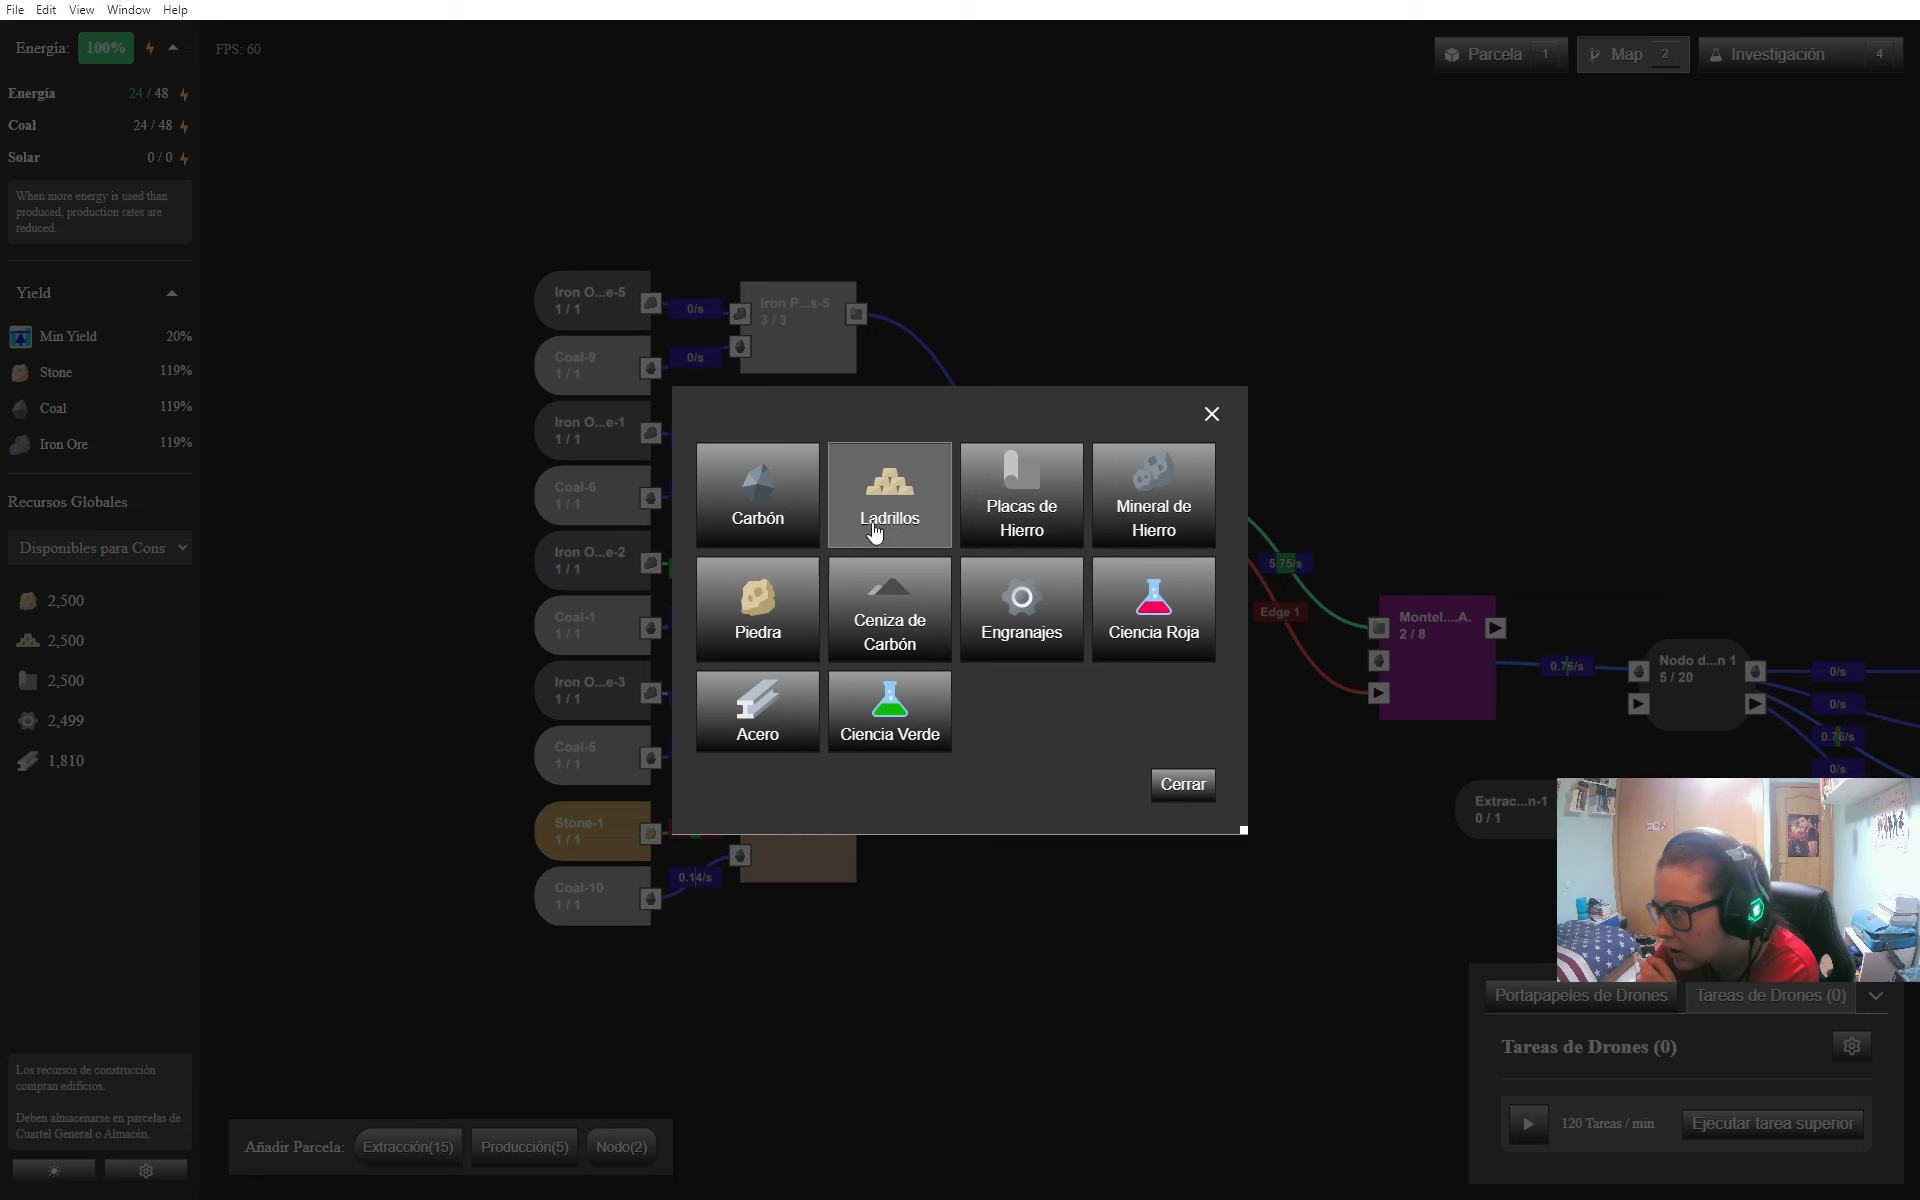 File Edit View Window Help
Energía: 100%
FPS: 60
Parcela 1
Map 2
Investigación 4
Energía 24 / 48
Coal 24 / 48
Solar 0 / 0
When more energy is used than
produced, production rates are
reduced.
Yield
Min Yield 20%
Stone 119%
Coal 119%
Iron Ore 119%
Recursos Globales
Disponibles para Cons
2,500
2,500
2,500
2,499
1,810
Los recursos de construcción
compran edificios.
Deben almacenarse en parcelas de
Cuartel General o Almacén.
Iron O...e-5
1 / 1
0/s
Iron P...s-5
3 / 3
Coal-9
1 / 1
0/s
Iron O...e-1
1 / 1
Coal-6
1 / 1
Iron O...e-2
1 / 1
Coal-1
1 / 1
Iron O...e-3
1 / 1
Coal-5
1 / 1
Stone-1
1 / 1
Coal-10
1 / 1
0.14/s
Carbón
Ladrillos
Placas de
Hierro
Mineral de
Hierro
Piedra
Ceniza de
Carbón
Engranajes
Ciencia Roja
Acero
Ciencia Verde
Cerrar
5.75/s
Edge 1
Montel....A.
2 / 8
0.76/s
Nodo d...n 1
5 / 20
0/s
0/s
0.76/s
0/s
Extrac...n-1
0 / 1
Portapapeles de Drones
Tareas de Drones (0)
Tareas de Drones (0)
120 Tareas / min
Ejecutar tarea superior
Añadir Parcela: Extracción(15) Producción(5) Nodo(2)